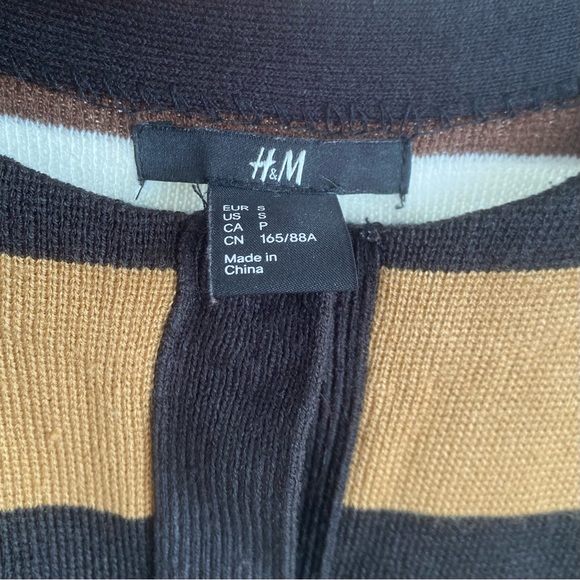 H&M
EUR S
US S
CA P
CN 165/88A
Made in
China